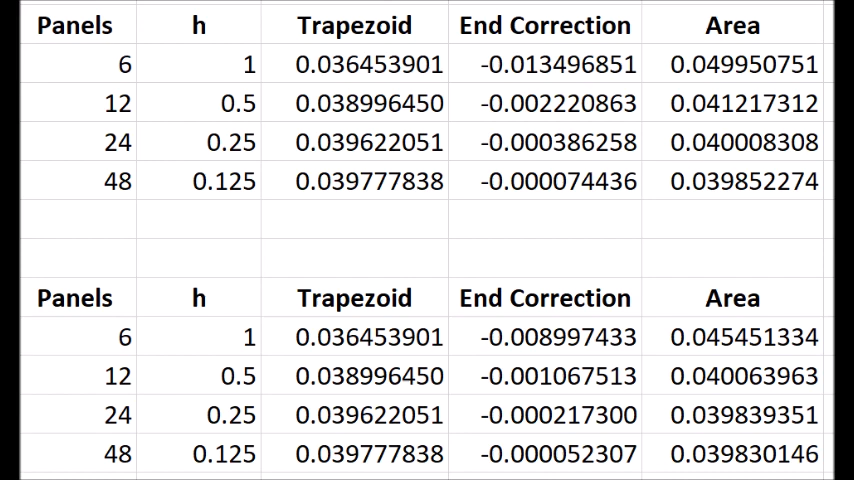 Panels h Trapezoid End Correction Area
6 1 0.036453901 -0.013496851 0.049950751
12 0.5 0.038996450 -0.002220863 0.041217312
24 0.25 0.039622051 -0.000386258 0.040008308
48 0.125 0.039777838 -0.000074436 0.039852274
Panels h Trapezoid End Correction Area
6 1 0.036453901 -0.008997433 0.045451334
12 0.5 0.038996450 -0.001067513 0.040063963
24 0.25 0.039622051 -0.000217300 0.039839351
48 0.125 0.039777838 -0.000052307 0.039830146